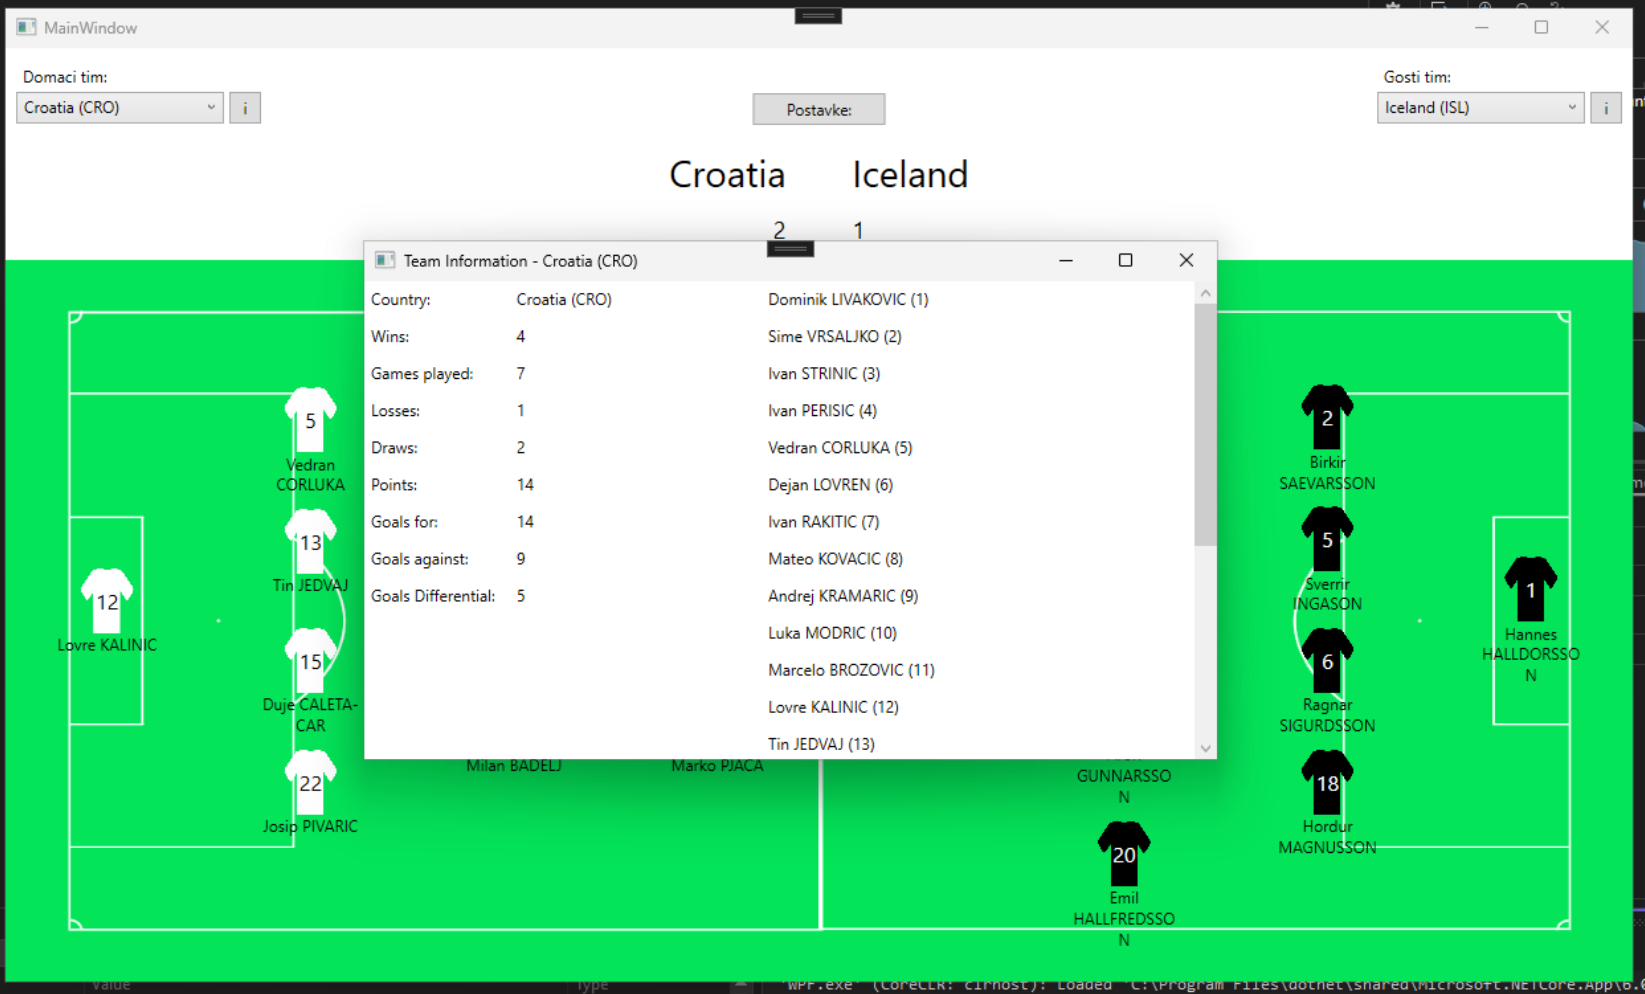 MainWindow
Domaci tim:
Gosti tim:
Croatia (CRO)
i
Postavke:
Iceland (ISL)
i
Croatia
Iceland
2
1
Team Information - Croatia (CRO)
Country:
Croatia (CRO)
Dominik LIVAKOVIC (1)
Wins:
4
Sime VRSALJKO (2)
Games played:
7
Ivan STRINIC (3)
Losses:
1
Ivan PERISIC (4)
Draws:
2
Vedran CORLUKA (5)
Points:
14
Dejan LOVREN (6)
Goals for:
14
Ivan RAKITIC (7)
Goals against:
9
Mateo KOVACIC (8)
Goals Differential:
5
Andrej KRAMARIC (9)
Luka MODRIC (10)
Marcelo BROZOVIC (11)
Lovre KALINIC (12)
Tin JEDVAJ (13)
12
Lovre KALINIC
5
Vedran
CORLUKA
13
Tin JEDVAJ
15
Duje CALETA-
CAR
22
Josip PIVARIC
Milan BADELJ
Marko PJACA
GUNNARSSO
N
20
Emil
HALLFREDSSO
N
2
Birkir
SAEVARSSON
5
Sverrir
INGASON
6
Ragnar
SIGURDSSON
18
Hordur
MAGNUSSON
1
Hannes
HALLDORSSO
N
Value
Type
'WPF.exe' (CoreCLR: clrhost): Loaded 'C:\Program Files\dotnet\shared\Microsoft.NETCore.App\6.